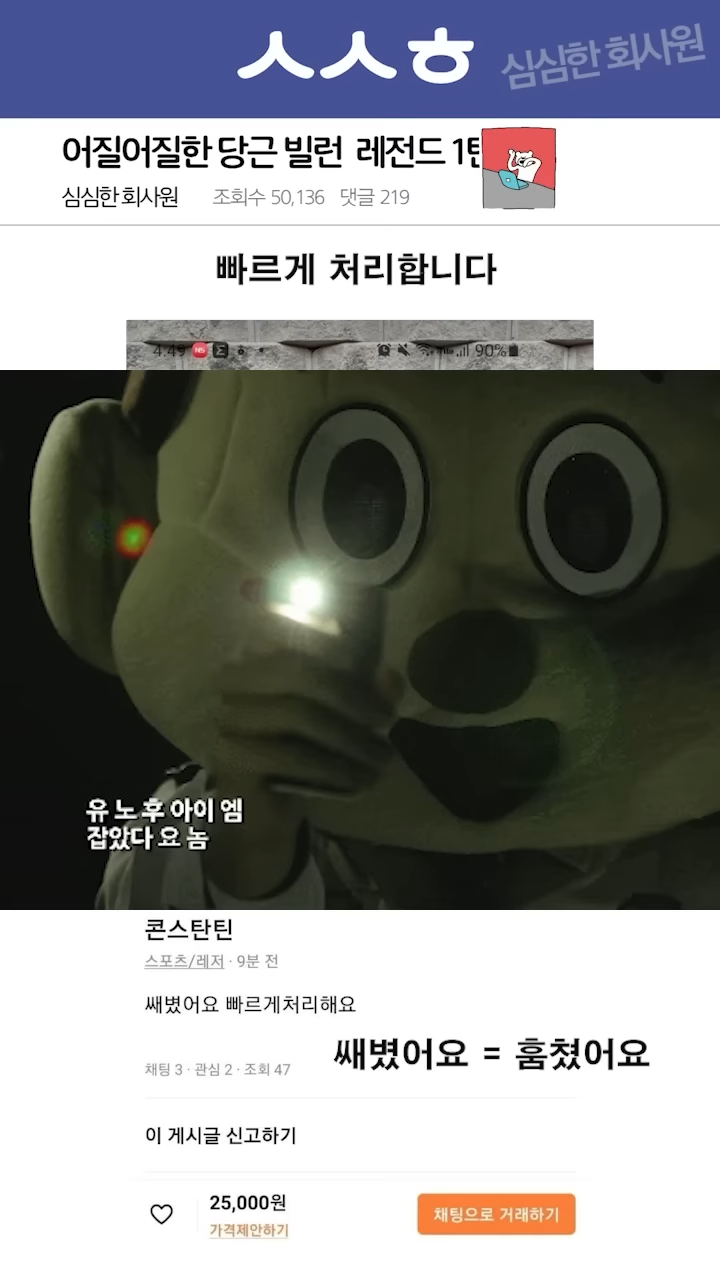 ㅅㅅㅎ
심심한 회사원
어질어질한 당근 빌런 레전드 1탄
심심한 회사원 조회수 50,136 댓글 219
빠르게 처리합니다
4:49 N5 90%
유 노 후 아이 엠
잡았다 요 놈
콘스탄틴
스포츠/레저 · 9분 전
쌔볐어요 빠르게처리해요
쌔볐어요 = 훔쳤어요
채팅 3 · 관심 2 · 조회 47
이 게시글 신고하기
25,000원
가격제안하기
채팅으로 거래하기